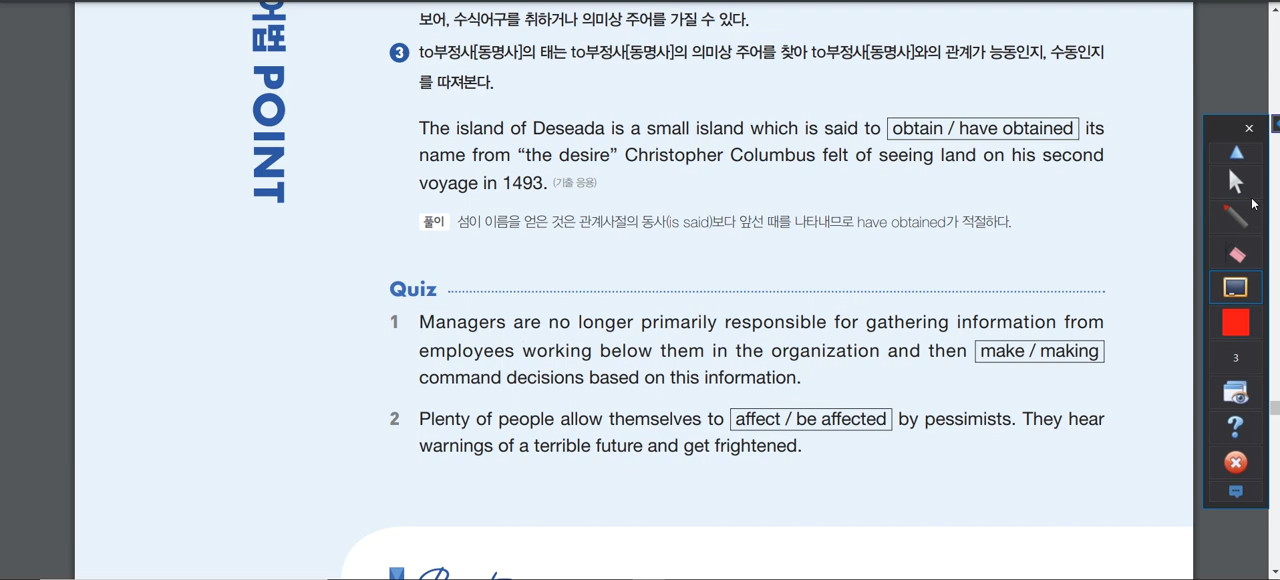 어법 POINT
보어, 수식어구를 취하거나 의미상 주어를 가질 수 있다.
3 to부정사[동명사]의 태는 to부정사[동명사]의 의미상 주어를 찾아 to부정사[동명사]와의 관계가 능동인지, 수동인지
를 따져본다.
The island of Deseada is a small island which is said to obtain / have obtained its
name from “the desire” Christopher Columbus felt of seeing land on his second
voyage in 1493. (기출 응용)
풀이 섬이 이름을 얻은 것은 관계사절의 동사(is said)보다 앞선 때를 나타내므로 have obtained가 적절하다.
Quiz
1 Managers are no longer primarily responsible for gathering information from
employees working below them in the organization and then make / making
command decisions based on this information.
2 Plenty of people allow themselves to affect / be affected by pessimists. They hear
warnings of a terrible future and get frightened.
3